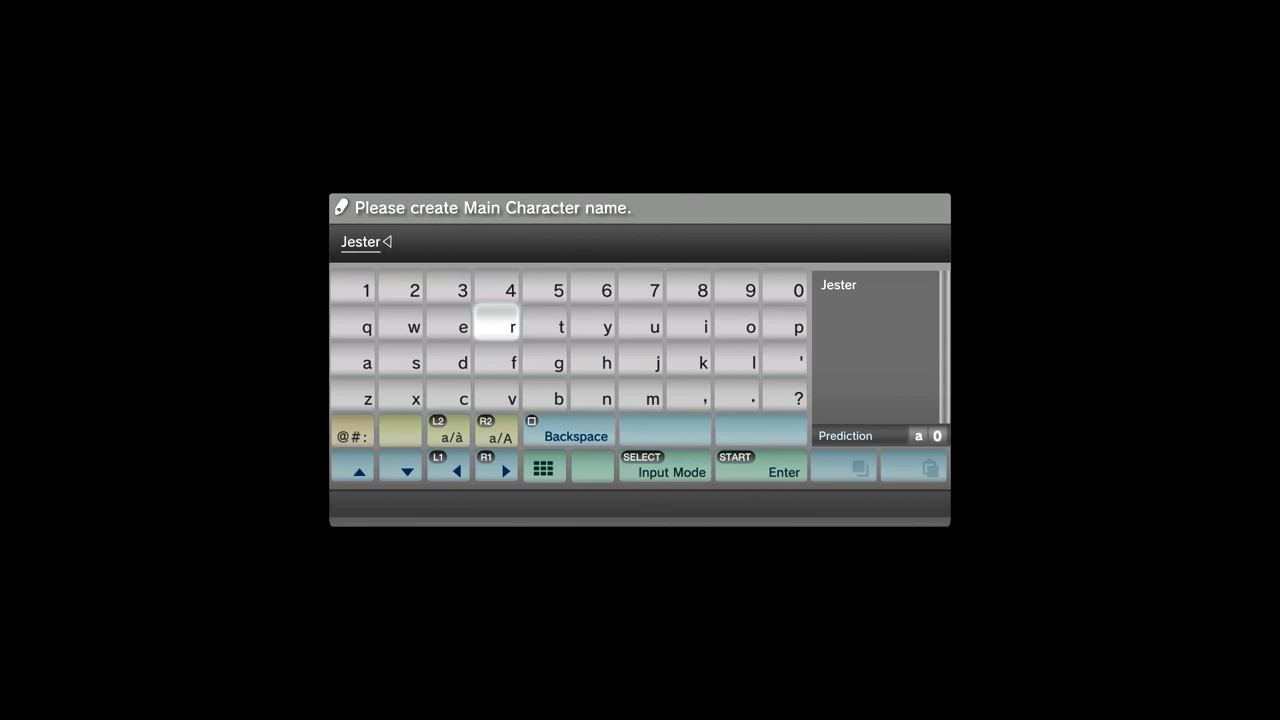 Please create Main Character name.
Jester
1 2 3 4 5 6 7 8 9 0
Jester
q w e r t y u i o p
a s d f g h j k l '
z x c v b n m , . ?
@#: L2 a/à R2 a/A Backspace
Prediction a 0
L1 R1 SELECT Input Mode START Enter